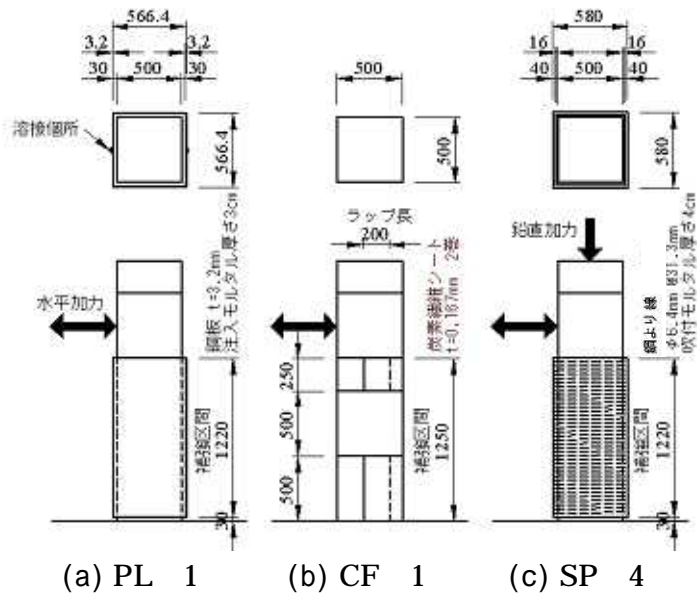 566.4
3.2
3.2
30
500
30
溶接個所
566.4
水平加力
鋼板 t=3.2mm
注入モルタル厚さ3cm
補強区間
1220
30
(a) PL 1
500
500
ラップ長
200
炭素繊維シート
t=0.167mm 2巻
250
500
500
補強区間
1250
(b) CF 1
580
16
16
40
500
40
580
鉛直加力
鋼より線
吹付モルタル厚さ4cm
補強区間
1220
30
(c) SP 4